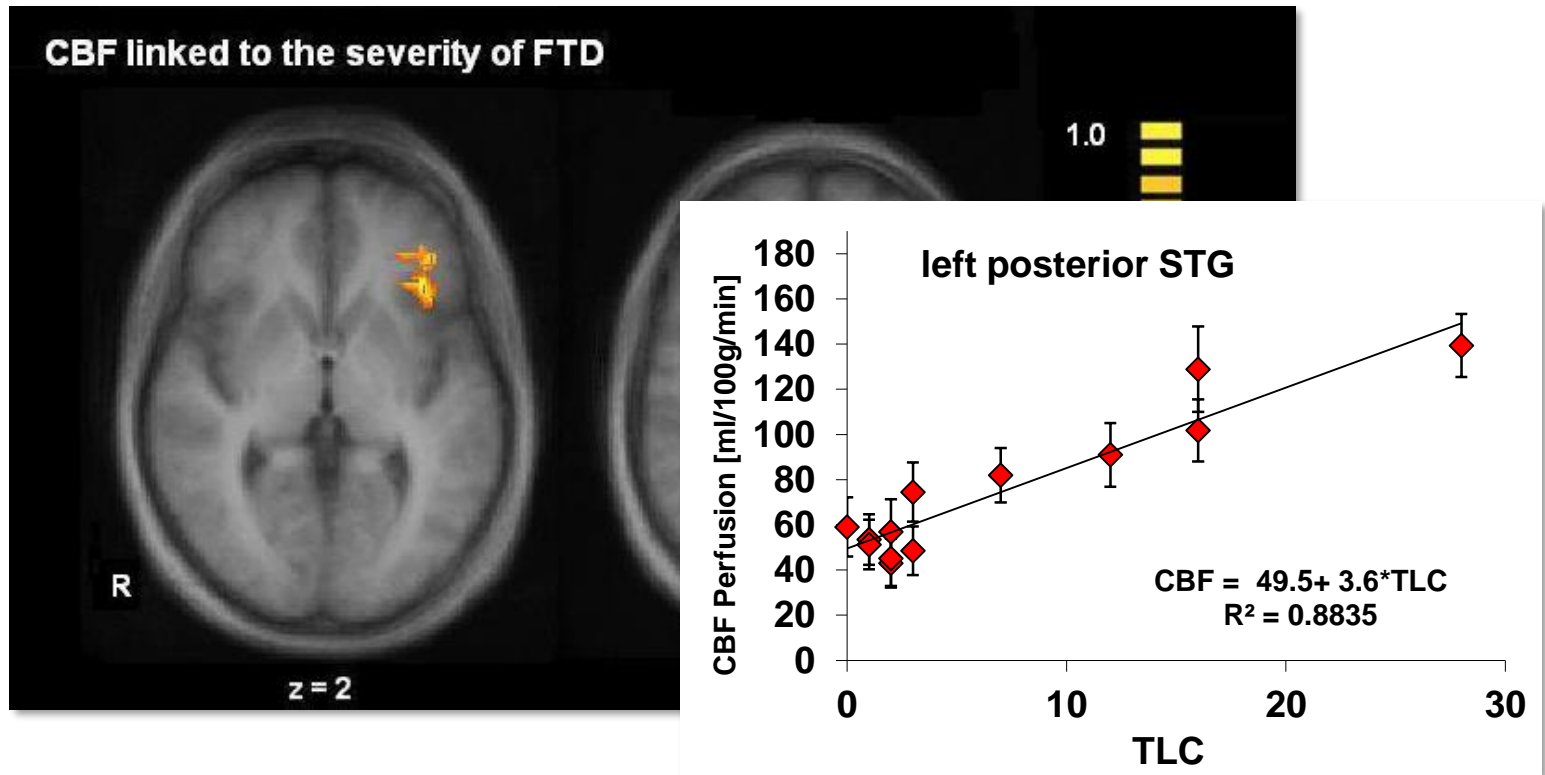 CBF linked to the severity of FTD
1.0
R
z = 2
left posterior STG
CBF Perfusion [ml/100g/min]
180
160
140
120
100
80
60
40
20
0
CBF =  49.5+ 3.6*TLC
R² = 0.8835
0 10 20 30
TLC